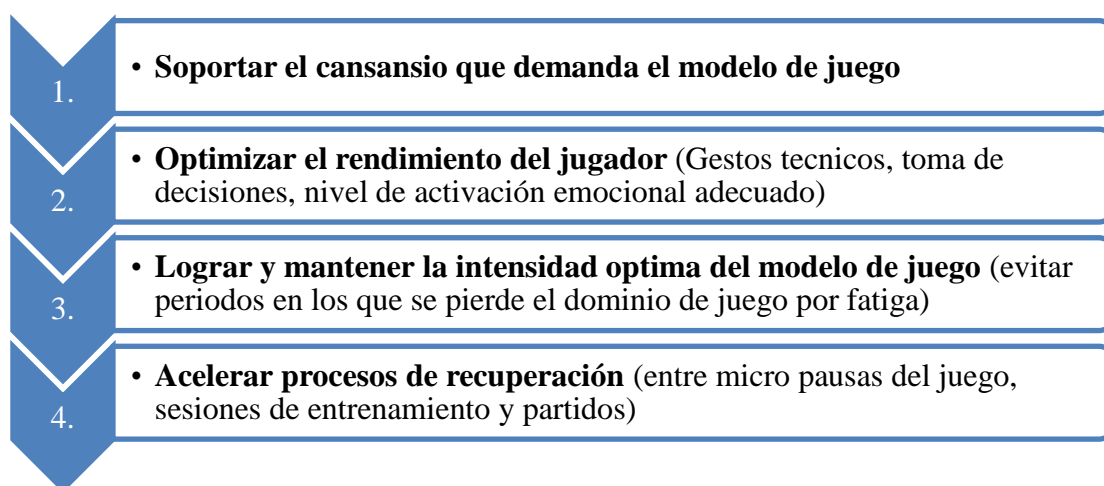 1.
• Soportar el cansansio que demanda el modelo de juego
2.
• Optimizar el rendimiento del jugador (Gestos tecnicos, toma de
decisiones, nivel de activación emocional adecuado)
3.
• Lograr y mantener la intensidad optima del modelo de juego (evitar
periodos en los que se pierde el dominio de juego por fatiga)
4.
• Acelerar procesos de recuperación (entre micro pausas del juego,
sesiones de entrenamiento y partidos)